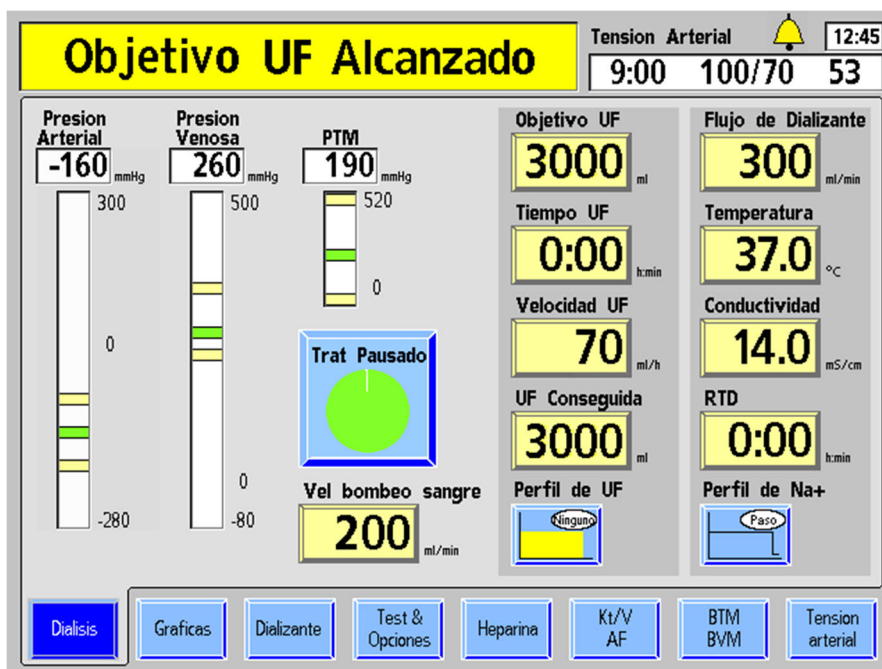 Objetivo UF Alcanzado
Tension Arterial
12:45
9:00 100/70 53
Presion
Arterial
-160 mmHg
300
0
-280
Presion
Venosa
260 mmHg
500
0
-80
PTM
190 mmHg
520
0
Trat Pausado
Vel bombeo sangre
200 ml/min
Objetivo UF
3000 ml
Tiempo UF
0:00 h:min
Velocidad UF
70 ml/h
UF Conseguida
3000 ml
Perfil de UF
Ninguno
Flujo de Dializante
300 ml/min
Temperatura
37.0 °C
Conductividad
14.0 mS/cm
RTD
0:00 h:min
Perfil de Na+
Paso
Dialisis
Graficas
Dializante
Test &
Opciones
Heparina
Kt/V
AF
BTM
BVM
Tension
arterial